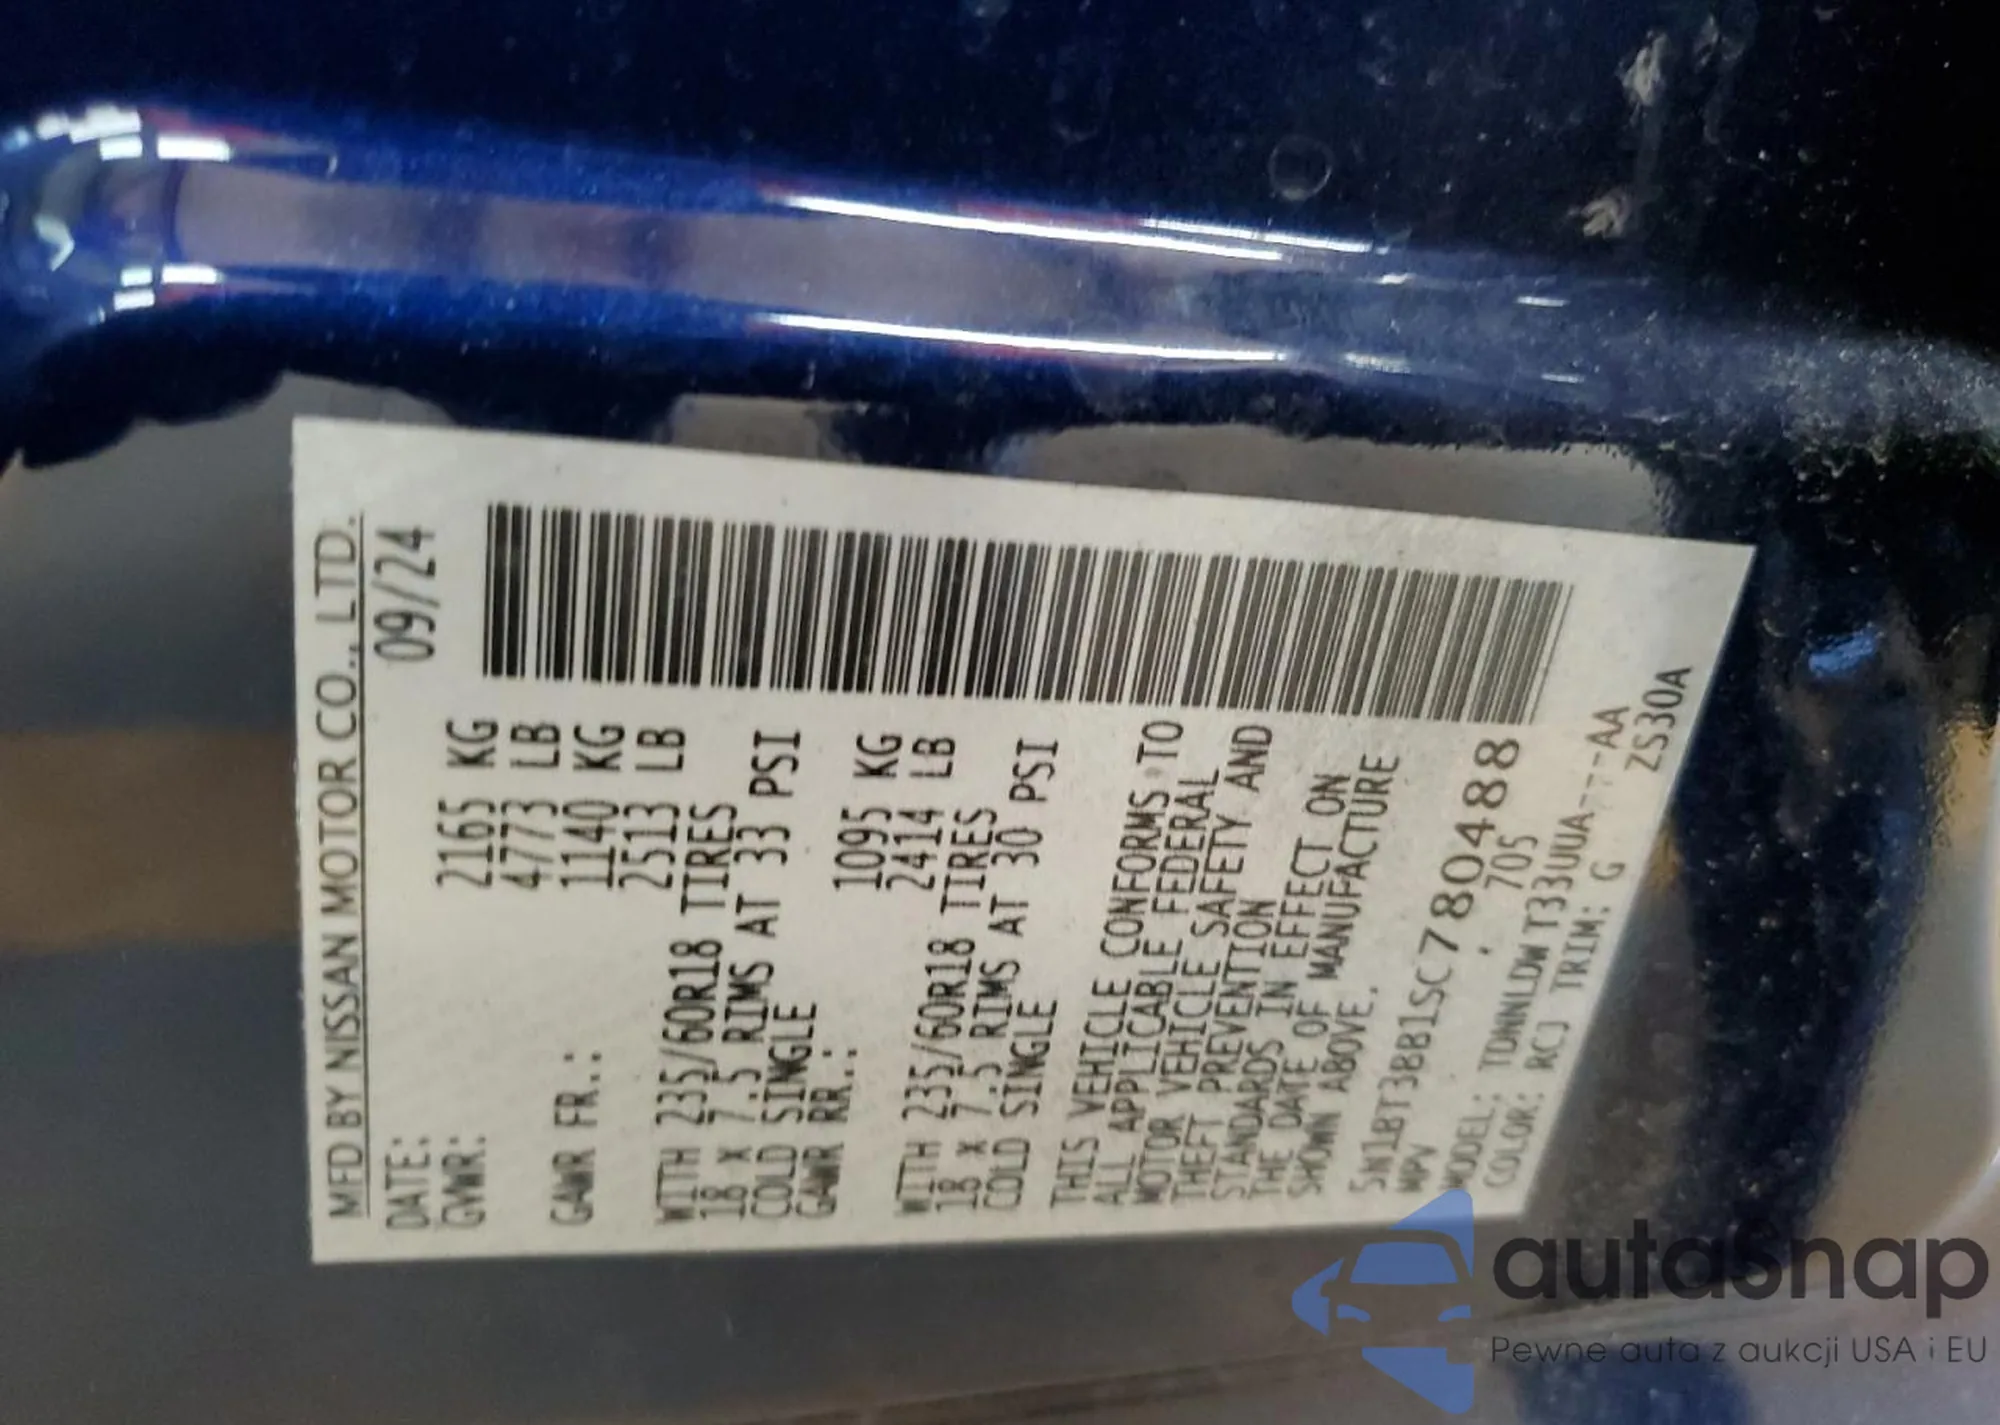 MFD BY NISSAN MOTOR CO., LTD.
DATE: 09/24
GVWR: 2165 KG
4773 LB
GAWR FR.: 1140 KG
2513 LB
WITH 235/60R18 TIRES
18 x 7.5 RIMS AT 33 PSI
COLD SINGLE
GAWR RR.: 1095 KG
2414 LB
WITH 235/60R18 TIRES
18 x 7.5 RIMS AT 30 PSI
COLD SINGLE
THIS VEHICLE CONFORMS TO
ALL APPLICABLE FEDERAL
MOTOR VEHICLE SAFETY AND
THEFT PREVENTION
STANDARDS IN EFFECT ON
THE DATE OF MANUFACTURE
SHOWN ABOVE.
5N1BT3BB1SC780488
MPV 705
MODEL: TDNNLDW T33UUA---AA
COLOR: RCJ TRIM: G ZS30A
autasnap
Pewne auta z aukcji USA i EU